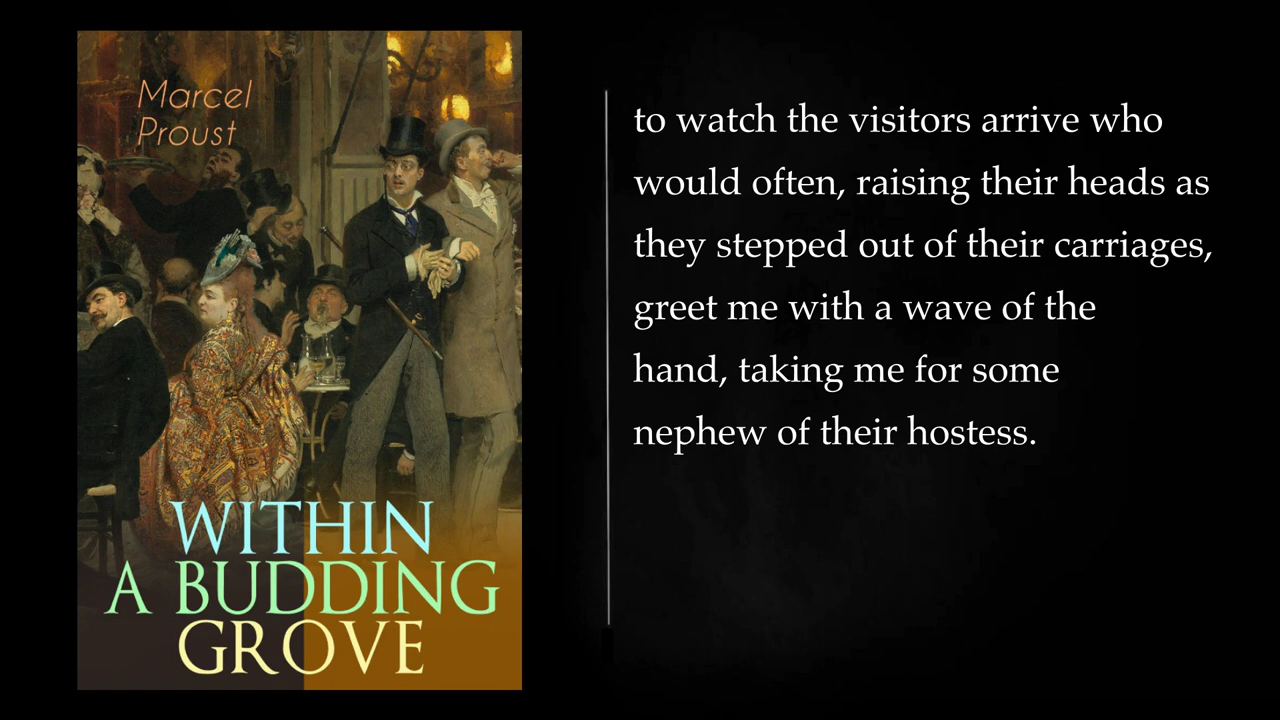 Marcel
Proust
WITHIN
A BUDDING
GROVE
to watch the visitors arrive who
would often, raising their heads as
they stepped out of their carriages,
greet me with a wave of the
hand, taking me for some
nephew of their hostess.